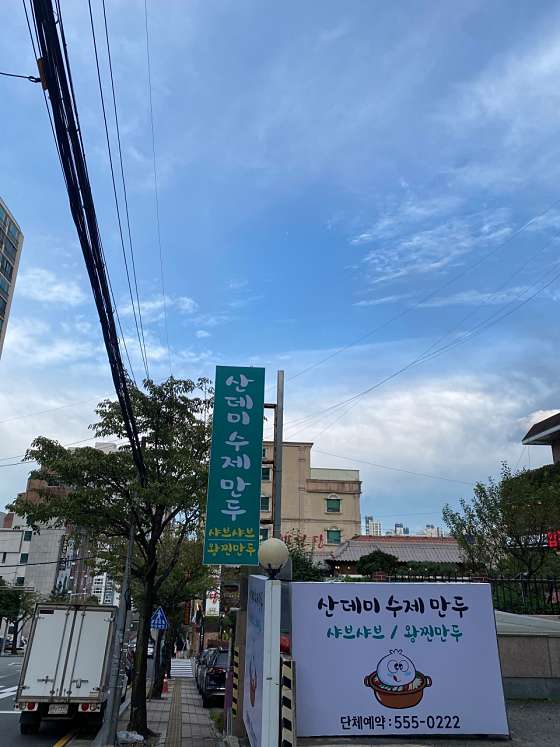 산데미 수제만두
샤브샤브
왕찐만두
산데미 수제 만두
샤브샤브 / 왕찐만두
단체예약 : 555-0222